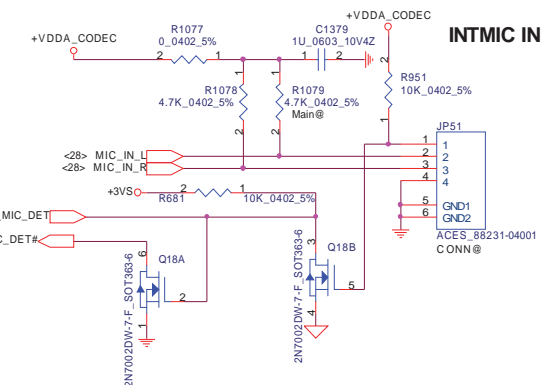 +VDDA_CODEC
INTMIC IN
R1077
C1379
+VDDA_CODEC
0_0402_5%
1U_0603_10V4Z
2
1
1
2
2
R951
10K_0402_5%
1
1
1
R1078
R1079
4.7K_0402_5%
4.7K_0402_5%
Main@
2
2
JP51
<28> MIC_IN_L
<28> MIC_IN_R
1
2
3
4
1
2
3
4
5
6
GND1
GND2
ACES_88231-04001
CONN@
+3VS
2
1
R681
10K_0402_5%
_MIC_DET
C_DET#
6
Q18A
2
1
2N7002DW-7-F_SOT363-6
3
Q18B
5
4
2N7002DW-7-F_SOT363-6